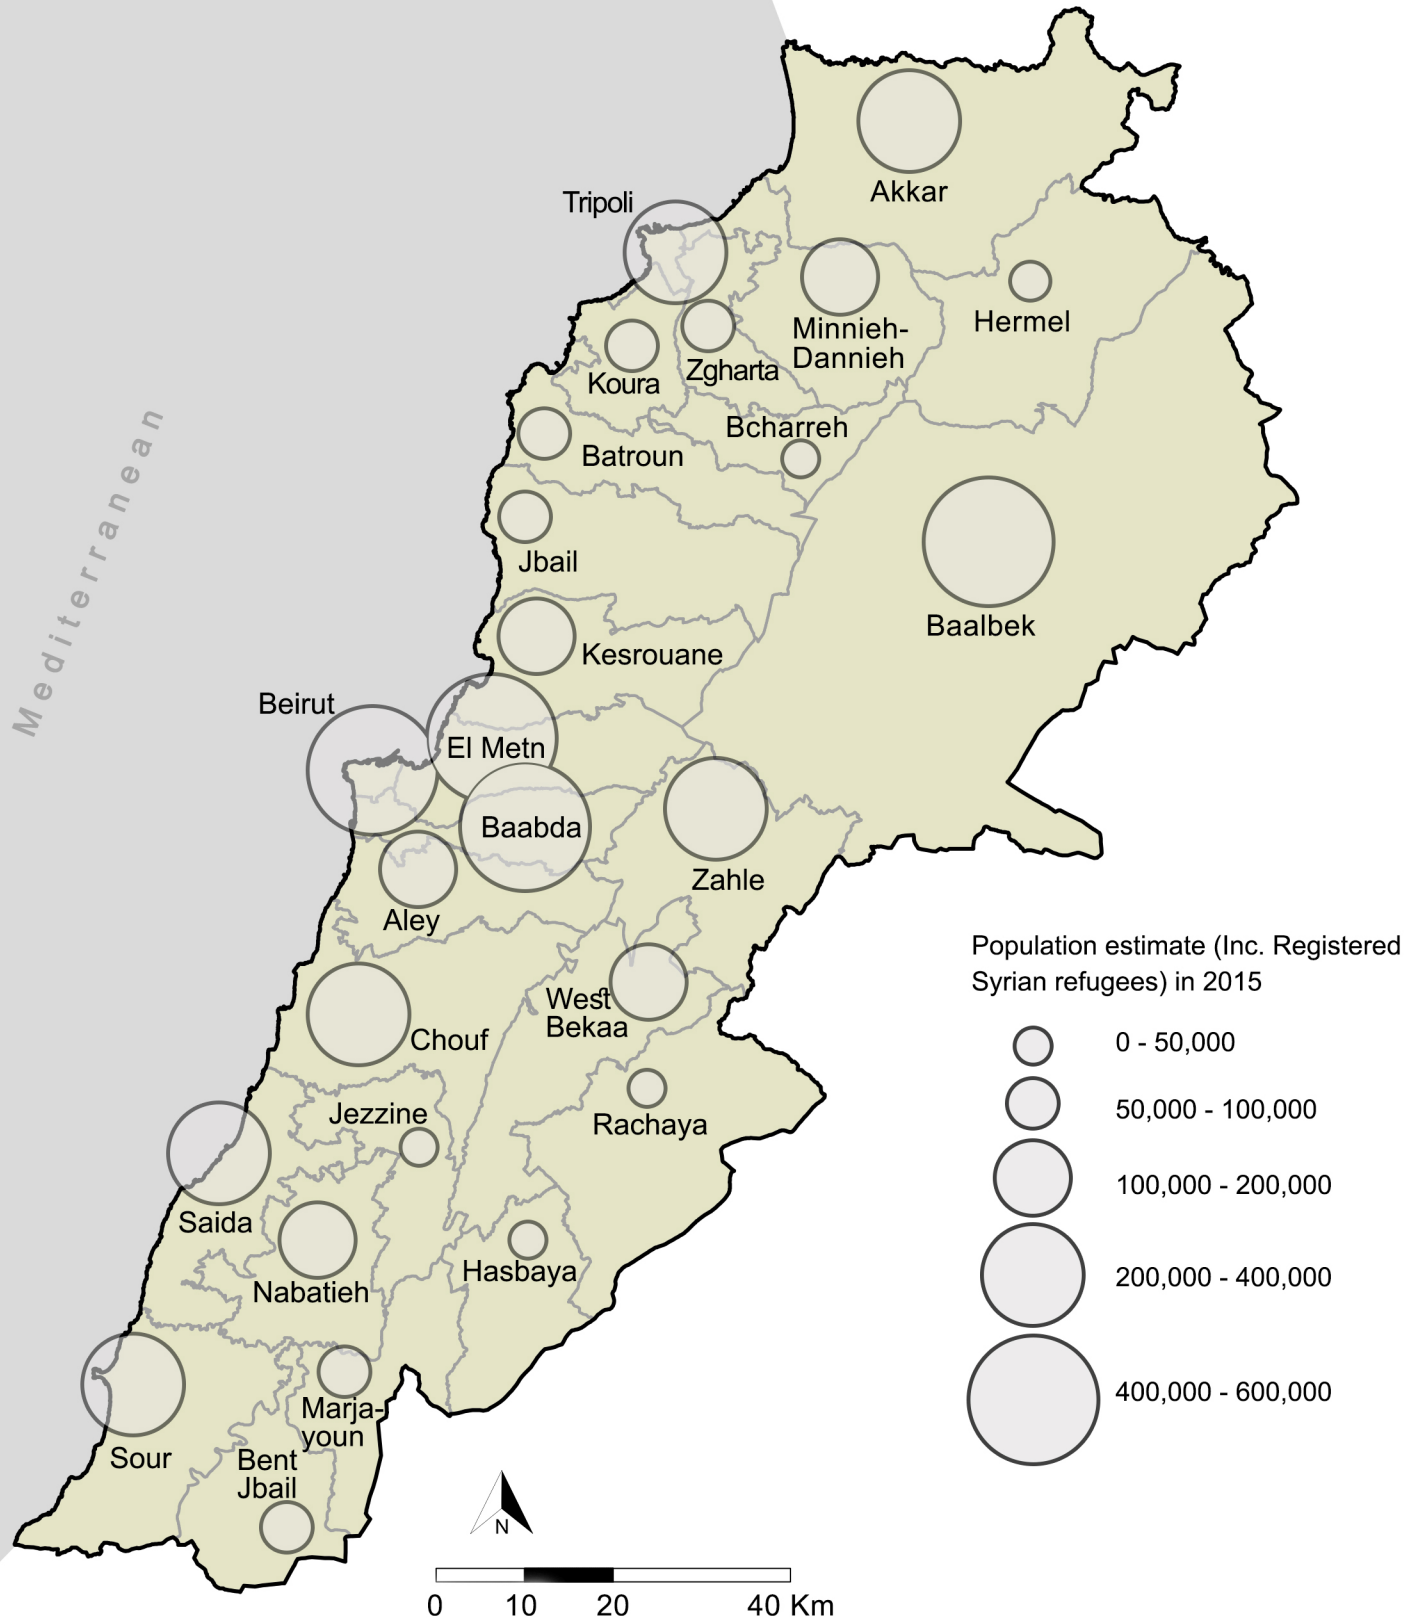 Akkar
Tripoli
Hermel
Minnieh-
Dannieh
Zgharta
Koura
Bcharreh
Batroun
Mediterranean
Jbail
Baalbek
Kesrouane
Beirut
El Metn
Baabda
Zahle
Aley
Population estimate (Inc. Registered
Syrian refugees) in 2015
West
Bekaa
Chouf
0 - 50,000
50,000 - 100,000
Jezzine
Rachaya
100,000 - 200,000
Saida
Hasbaya
200,000 - 400,000
Nabatieh
400,000 - 600,000
Marja-
youn
Sour
Bent
Jbail
N
0 10 20 40 Km